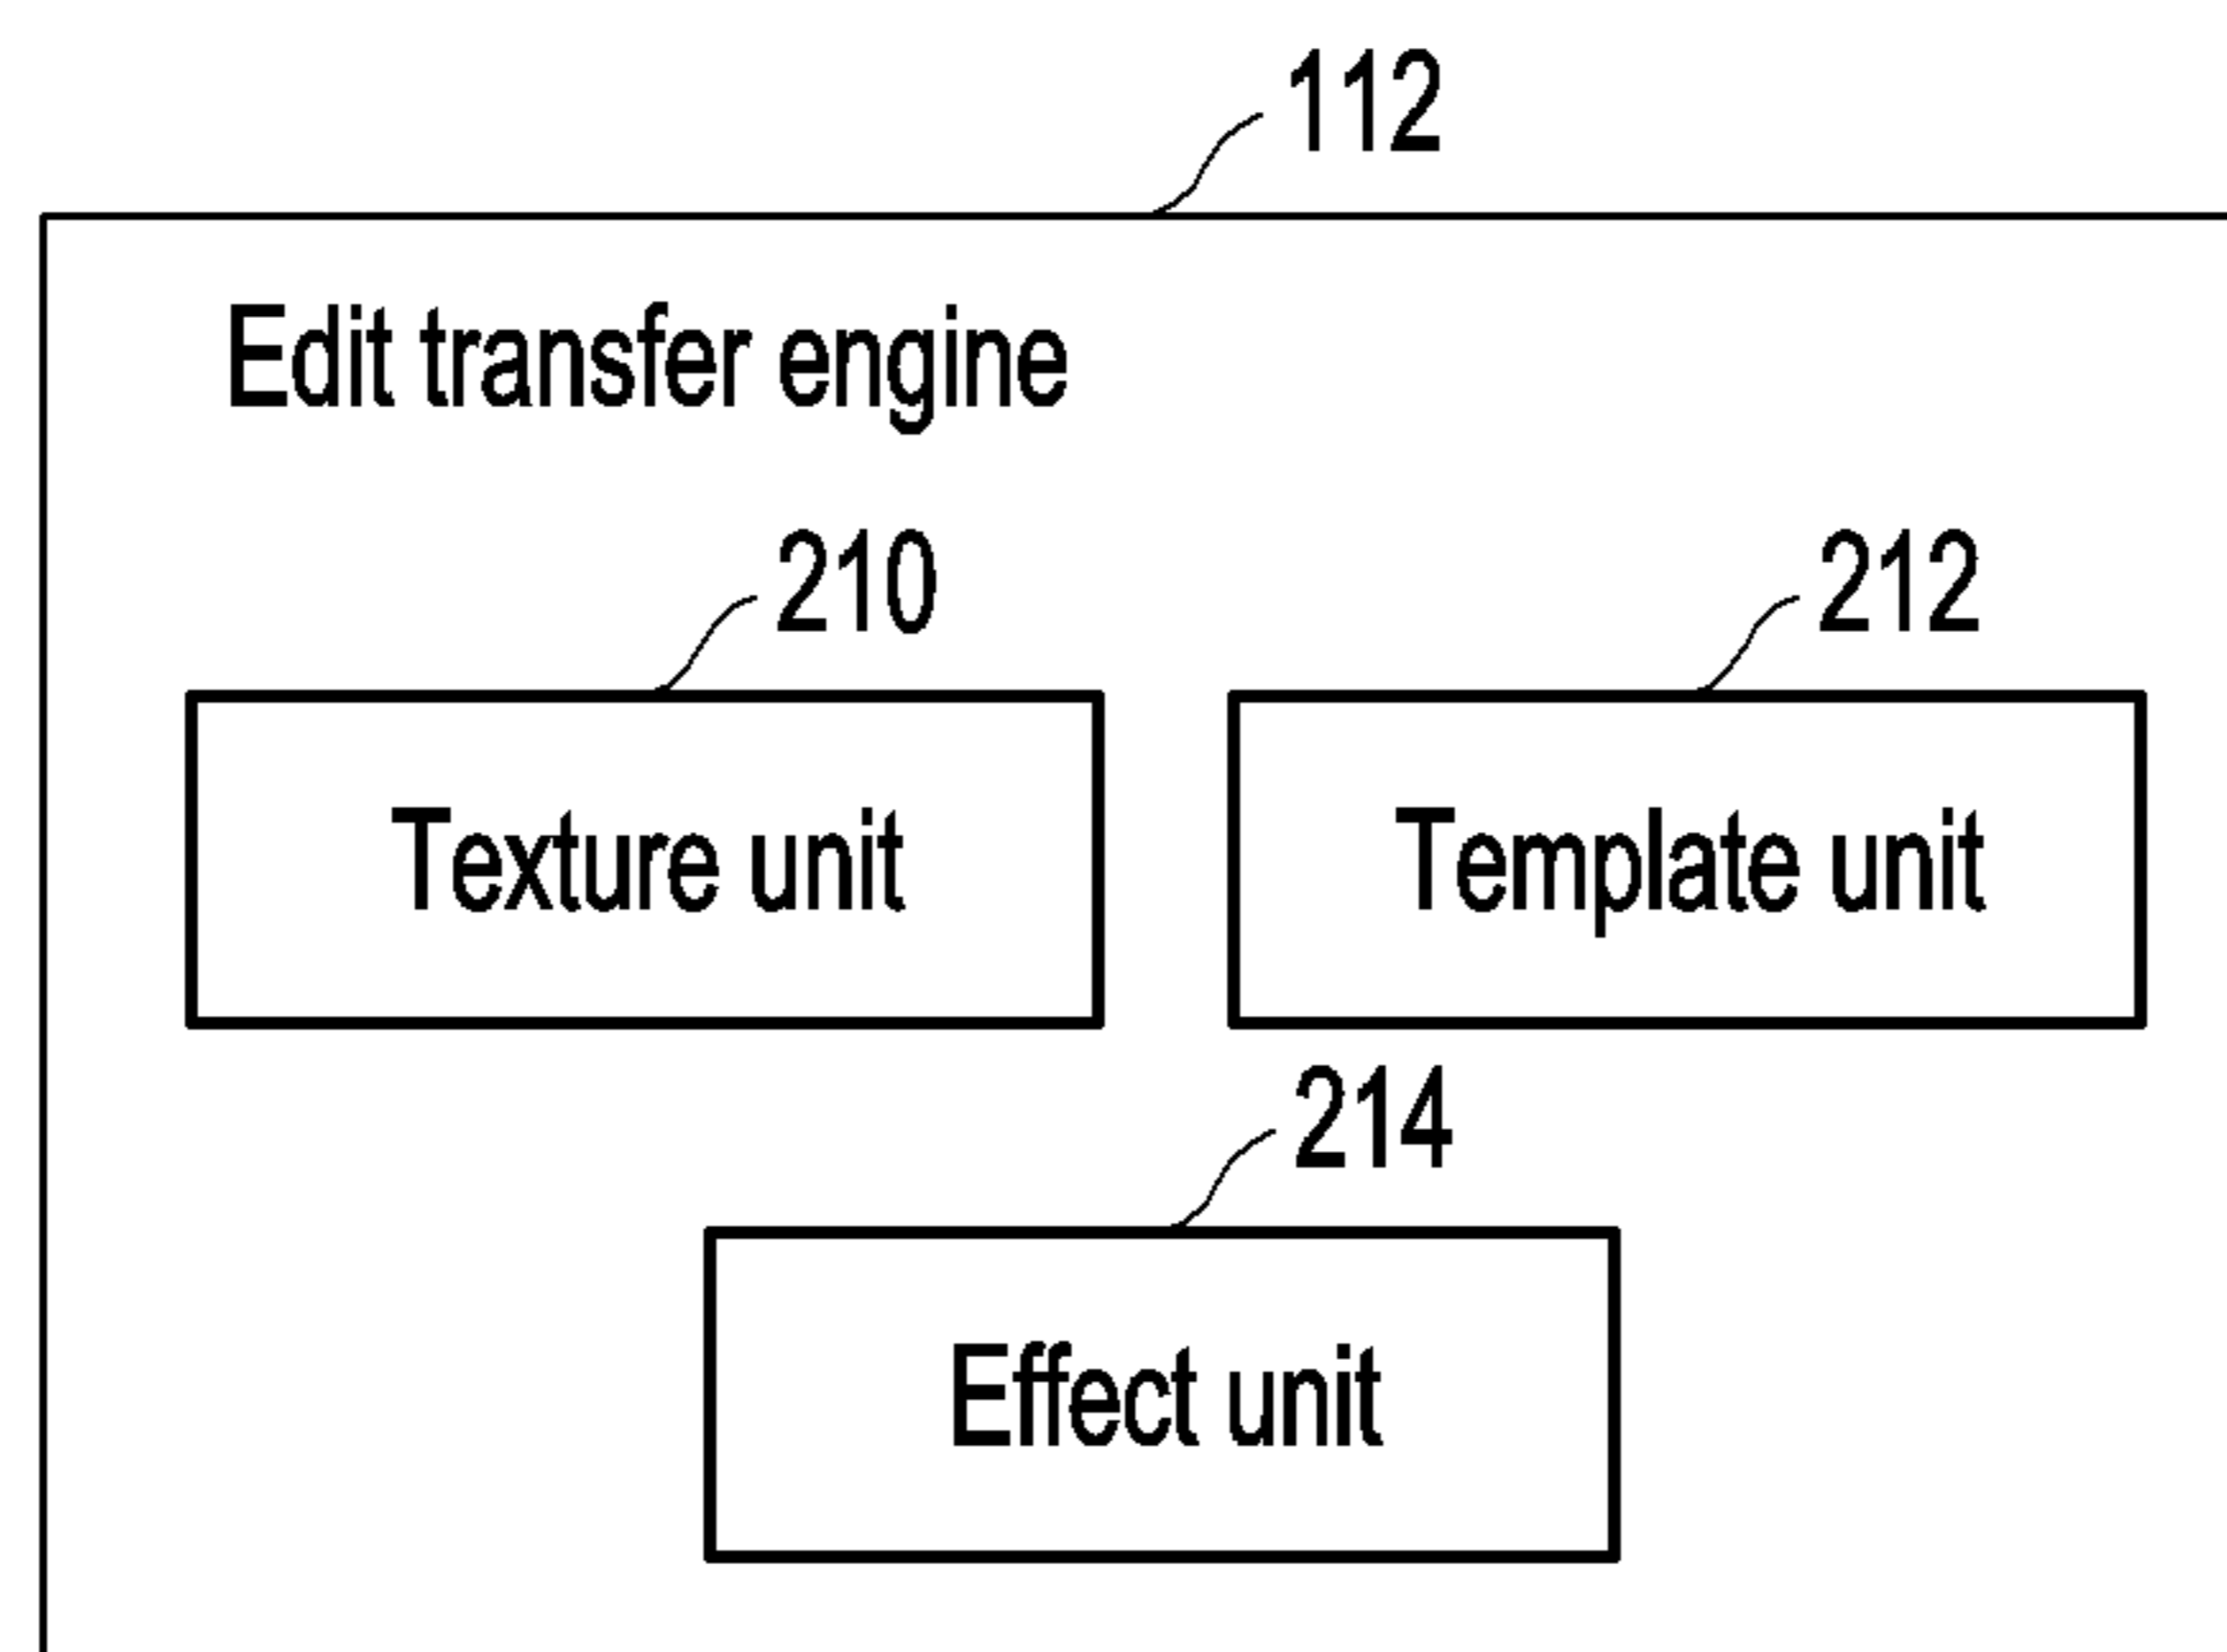 112
Edit transfer engine
210
212
Texture unit
Template unit
214
Effect unit